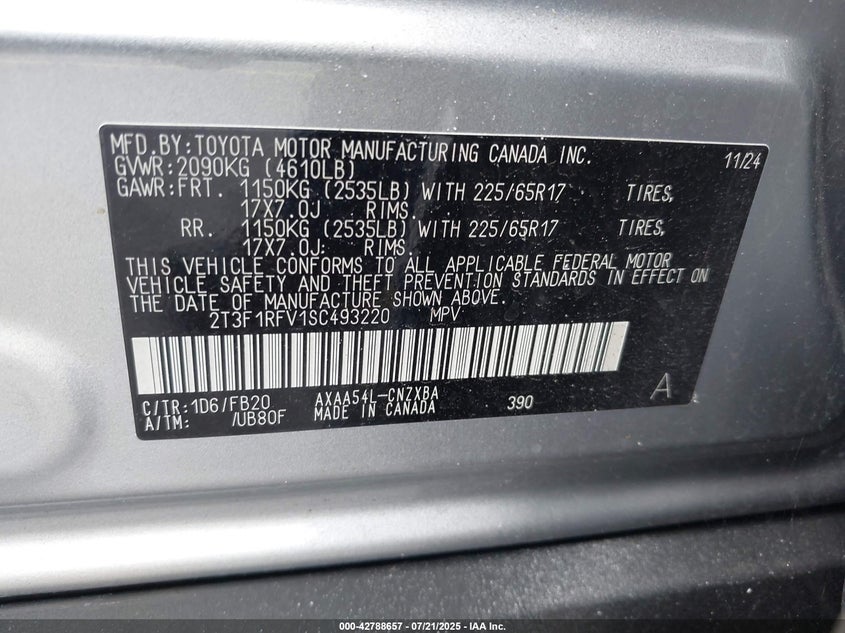 MFD.BY:TOYOTA MOTOR MANUFACTURING CANADA INC. 11/24
GVWR:2090KG (4610LB)
GAWR:FRT. 1150KG (2535LB) WITH 225/65R17 TIRES,
17X7.0J RIMS.
RR. 1150KG (2535LB) WITH 225/65R17 TIRES,
17X7.0J: RIMS.
THIS VEHICLE CONFORMS TO ALL APPLICABLE FEDERAL MOTOR
VEHICLE SAFETY AND THEFT PREVENTION STANDARDS IN EFFECT ON
THE DATE OF MANUFACTURE SHOWN ABOVE.
2T3F1RFV1SC493220 MPV
C/TR:1D6/FB20 AXAA54L-CNZXBA A
A/TM: /UB80F MADE IN CANADA 390
000-42788657 - 07/21/2025 - IAA Inc.